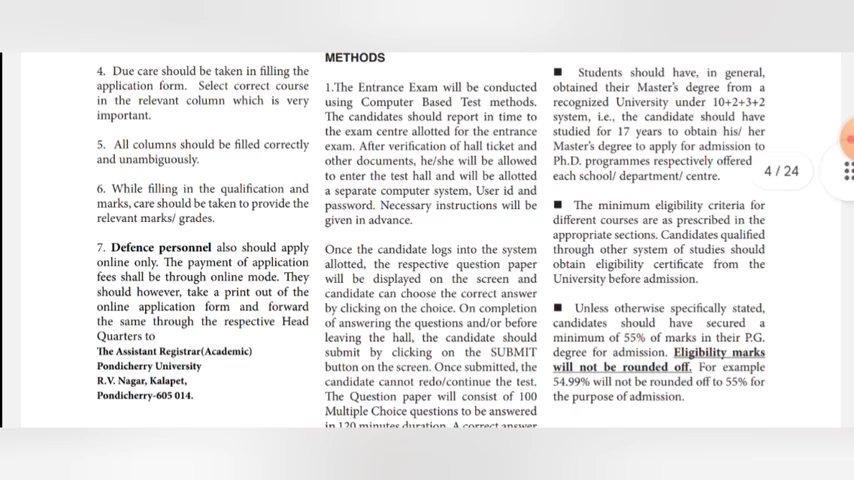 4. Due care should be taken in filling the
application form. Select correct course
in the relevant column which is very
important.
5. All columns should be filled correctly
and unambiguously.
6. While filling in the qualification and
marks, care should be taken to provide the
relevant marks/ grades.
7. Defence personnel also should apply
online only. The payment of application
fees shall be through online mode. They
should however, take a print out of the
online application form and forward
the same through the respective Head
Quarters to
The Assistant Registrar(Academic)
Pondicherry University
R.V. Nagar, Kalapet,
Pondicherry-605 014.
METHODS
1.The Entrance Exam will be conducted
using Computer Based Test methods.
The candidates should report in time to
the exam centre allotted for the entrance
exam. After verification of hall ticket and
other documents, he/she will be allowed
to enter the test hall and will be allotted
a separate computer system, User id and
password. Necessary instructions will be
given in advance.
Once the candidate logs into the system
allotted, the respective question paper
will be displayed on the screen and
candidate can choose the correct answer
by clicking on the choice. On completion
of answering the questions and/or before
leaving the hall, the candidate should
submit by clicking on the SUBMIT
button on the screen. Once submitted, the
candidate cannot redo/continue the test.
The Question paper will consist of 100
Multiple Choice questions to be answered
in 120 minutes duration. A correct answer
■ Students should have, in general,
obtained their Master's degree from a
recognized University under 10+2+3+2
system, i.e., the candidate should have
studied for 17 years to obtain his/ her
Master's degree to apply for admission to
Ph.D. programmes respectively offered
each school/ department/ centre.
■ The minimum eligibility criteria for
different courses are as prescribed in the
appropriate sections. Candidates qualified
through other system of studies should
obtain eligibility certificate from the
University before admission.
■ Unless otherwise specifically stated,
candidates should have secured a
minimum of 55% of marks in their P.G.
degree for admission. Eligibility marks
will not be rounded off. For example
54.99% will not be rounded off to 55% for
the purpose of admission.
4 / 24